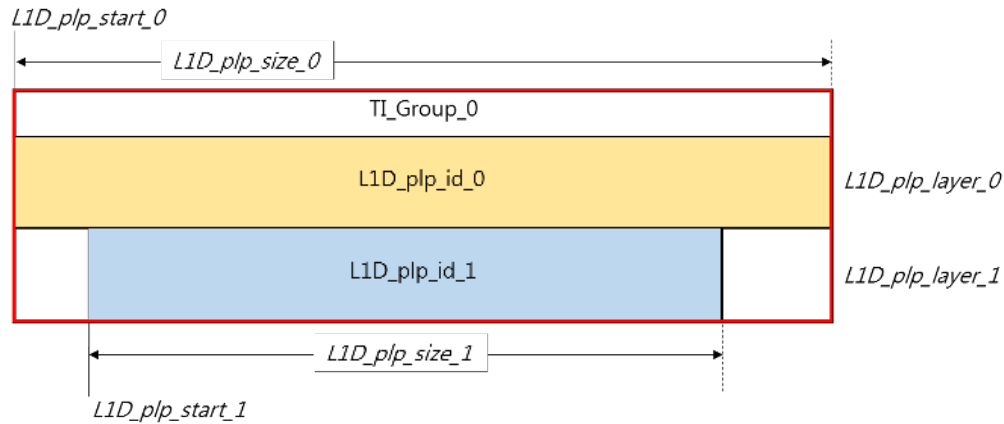 L1D_plp_start_0
L1D_plp_size_0
TI_Group_0
L1D_plp_id_0
L1D_plp_layer_0
L1D_plp_id_1
L1D_plp_layer_1
L1D_plp_size_1
L1D_plp_start_1